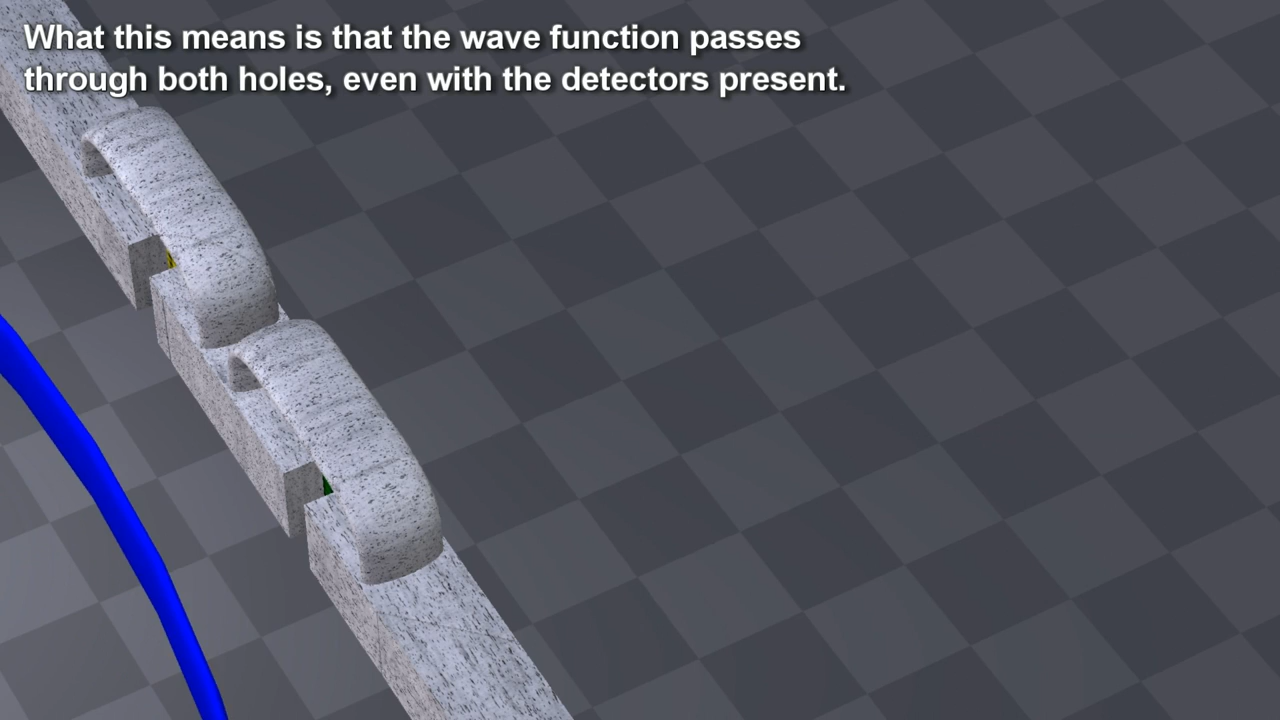 What this means is that the wave function passes
through both holes, even with the detectors present.